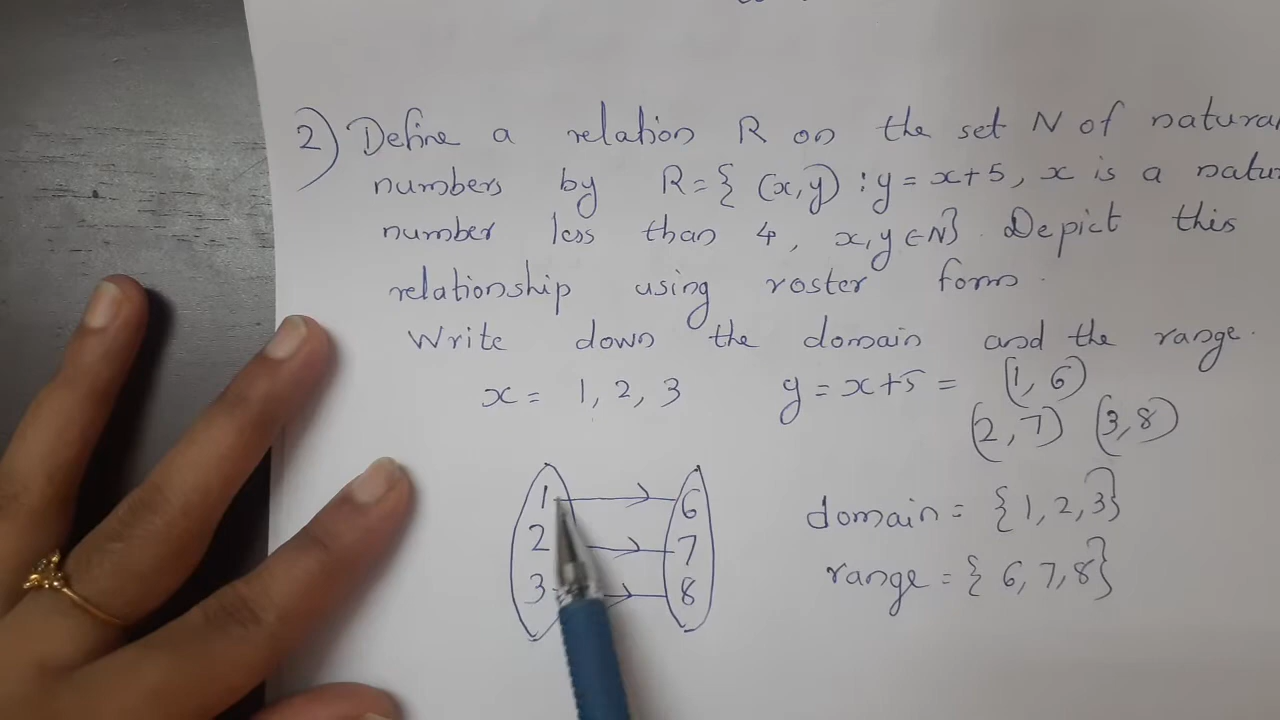 2) Define a relation R on the set N of natural
numbers by R = { (x, y) : y = x + 5, x is a natu
number less than 4, x, y ∈ N} . Depict this
relationship using roster form .
Write down the domain and the range.
x = 1, 2, 3 y = x + 5 = (1, 6)
(2, 7) (3, 8)
1 6
2 7
3 8
domain = {1, 2, 3}
range = { 6, 7, 8}